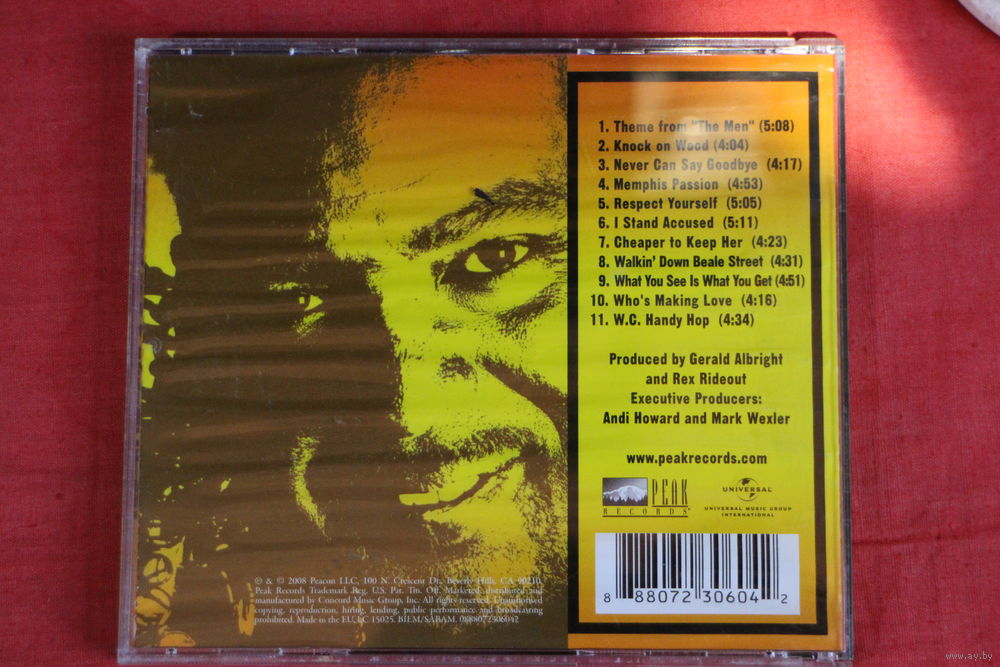 1. Theme from "The Men" (5:08)
2. Knock on Wood (4:04)
3. Never Can Say Goodbye (4:17)
4. Memphis Passion (4:53)
5. Respect Yourself (5:05)
6. I Stand Accused (5:11)
7. Cheaper to Keep Her (4:23)
8. Walkin' Down Beale Street (4:31)
9. What You See Is What You Get (4:51)
10. Who's Making Love (4:16)
11. W.C. Handy Hop (4:34)
Produced by Gerald Albright
and Rex Rideout
Executive Producers:
Andi Howard and Mark Wexler
www.peakrecords.com
PEAK
RECORDS
UNIVERSAL
UNIVERSAL MUSIC GROUP
INTERNATIONAL
8 88072 30604 2
℗ & © 2008 Peacon LLC, 100 N. Crescent Dr., Beverly Hills, CA 90210.
Peak Records Trademark Reg. U.S. Pat. Tm. Off. Marketed, distributed and
manufactured by Concord Music Group, Inc. All rights reserved. Unauthorised
copying, reproduction, hiring, lending, public performance and broadcasting
prohibited. Made in the EU. LC 15025. BIEM/SABAM. 0888072306042
www.ay.by